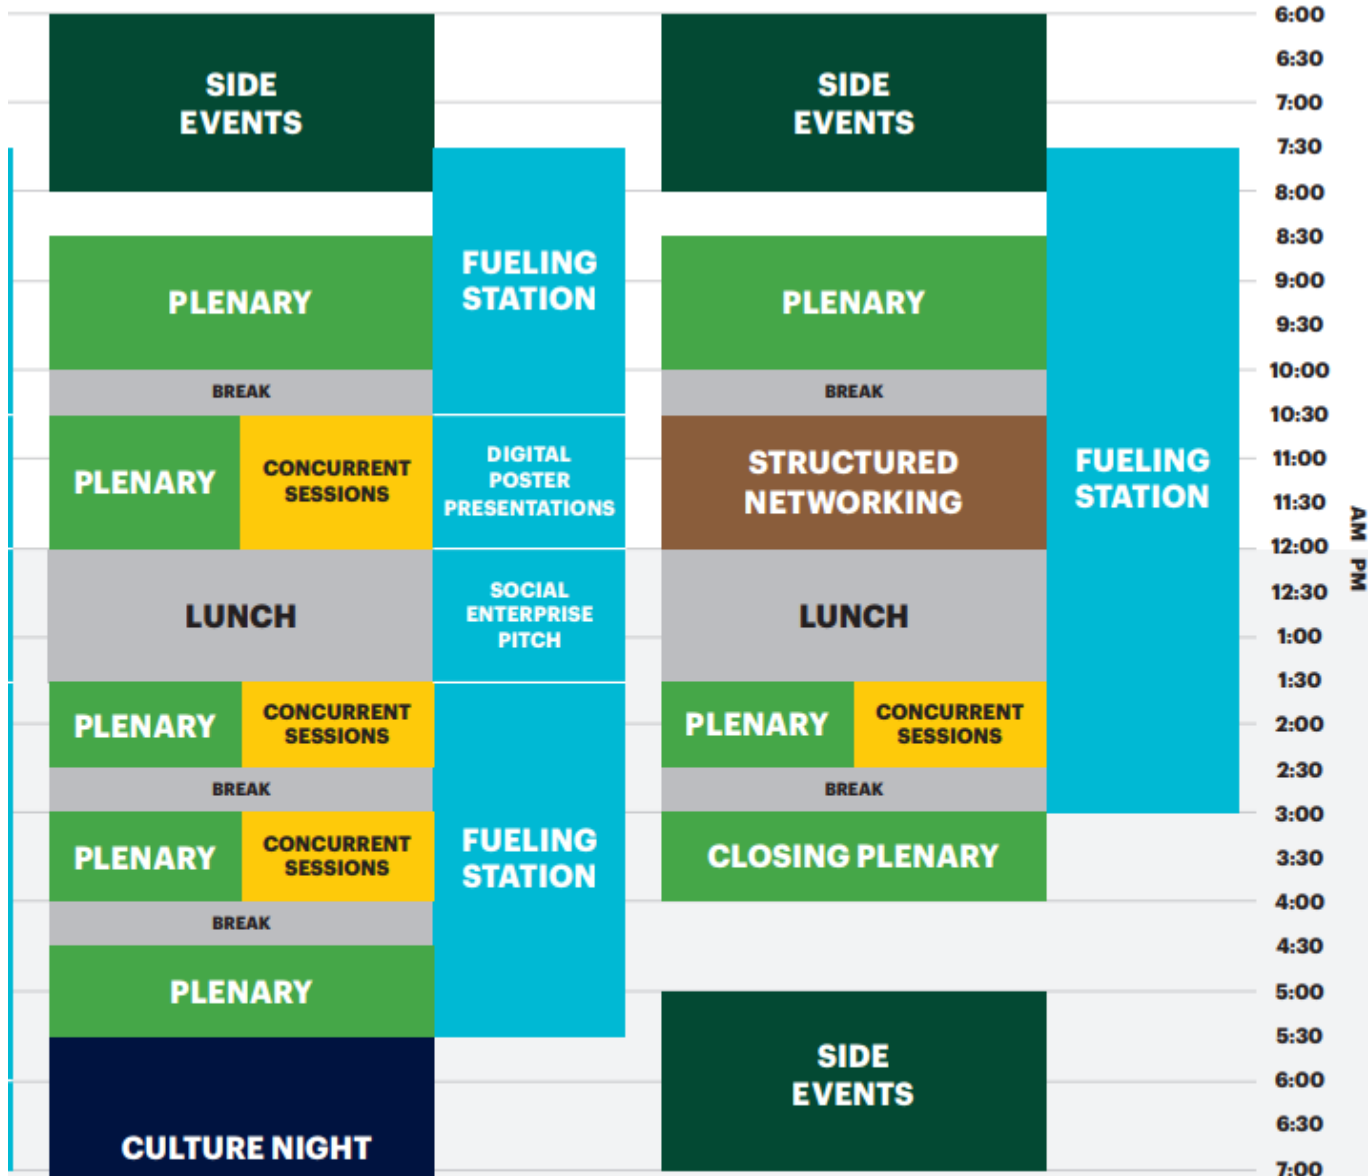 SIDE
EVENTS
FUELING
STATION
PLENARY
BREAK
PLENARY
CONCURRENT
SESSIONS
DIGITAL
POSTER
PRESENTATIONS
LUNCH
SOCIAL
ENTERPRISE
PITCH
PLENARY
CONCURRENT
SESSIONS
BREAK
PLENARY
CONCURRENT
SESSIONS
FUELING
STATION
BREAK
PLENARY
CULTURE NIGHT
SIDE
EVENTS
PLENARY
BREAK
STRUCTURED
NETWORKING
FUELING
STATION
LUNCH
PLENARY
CONCURRENT
SESSIONS
BREAK
CLOSING PLENARY
SIDE
EVENTS
6:00
6:30
7:00
7:30
8:00
8:30
9:00
9:30
10:00
10:30
11:00
11:30
12:00
12:30
1:00
1:30
2:00
2:30
3:00
3:30
4:00
4:30
5:00
5:30
6:00
6:30
7:00
AM
PM